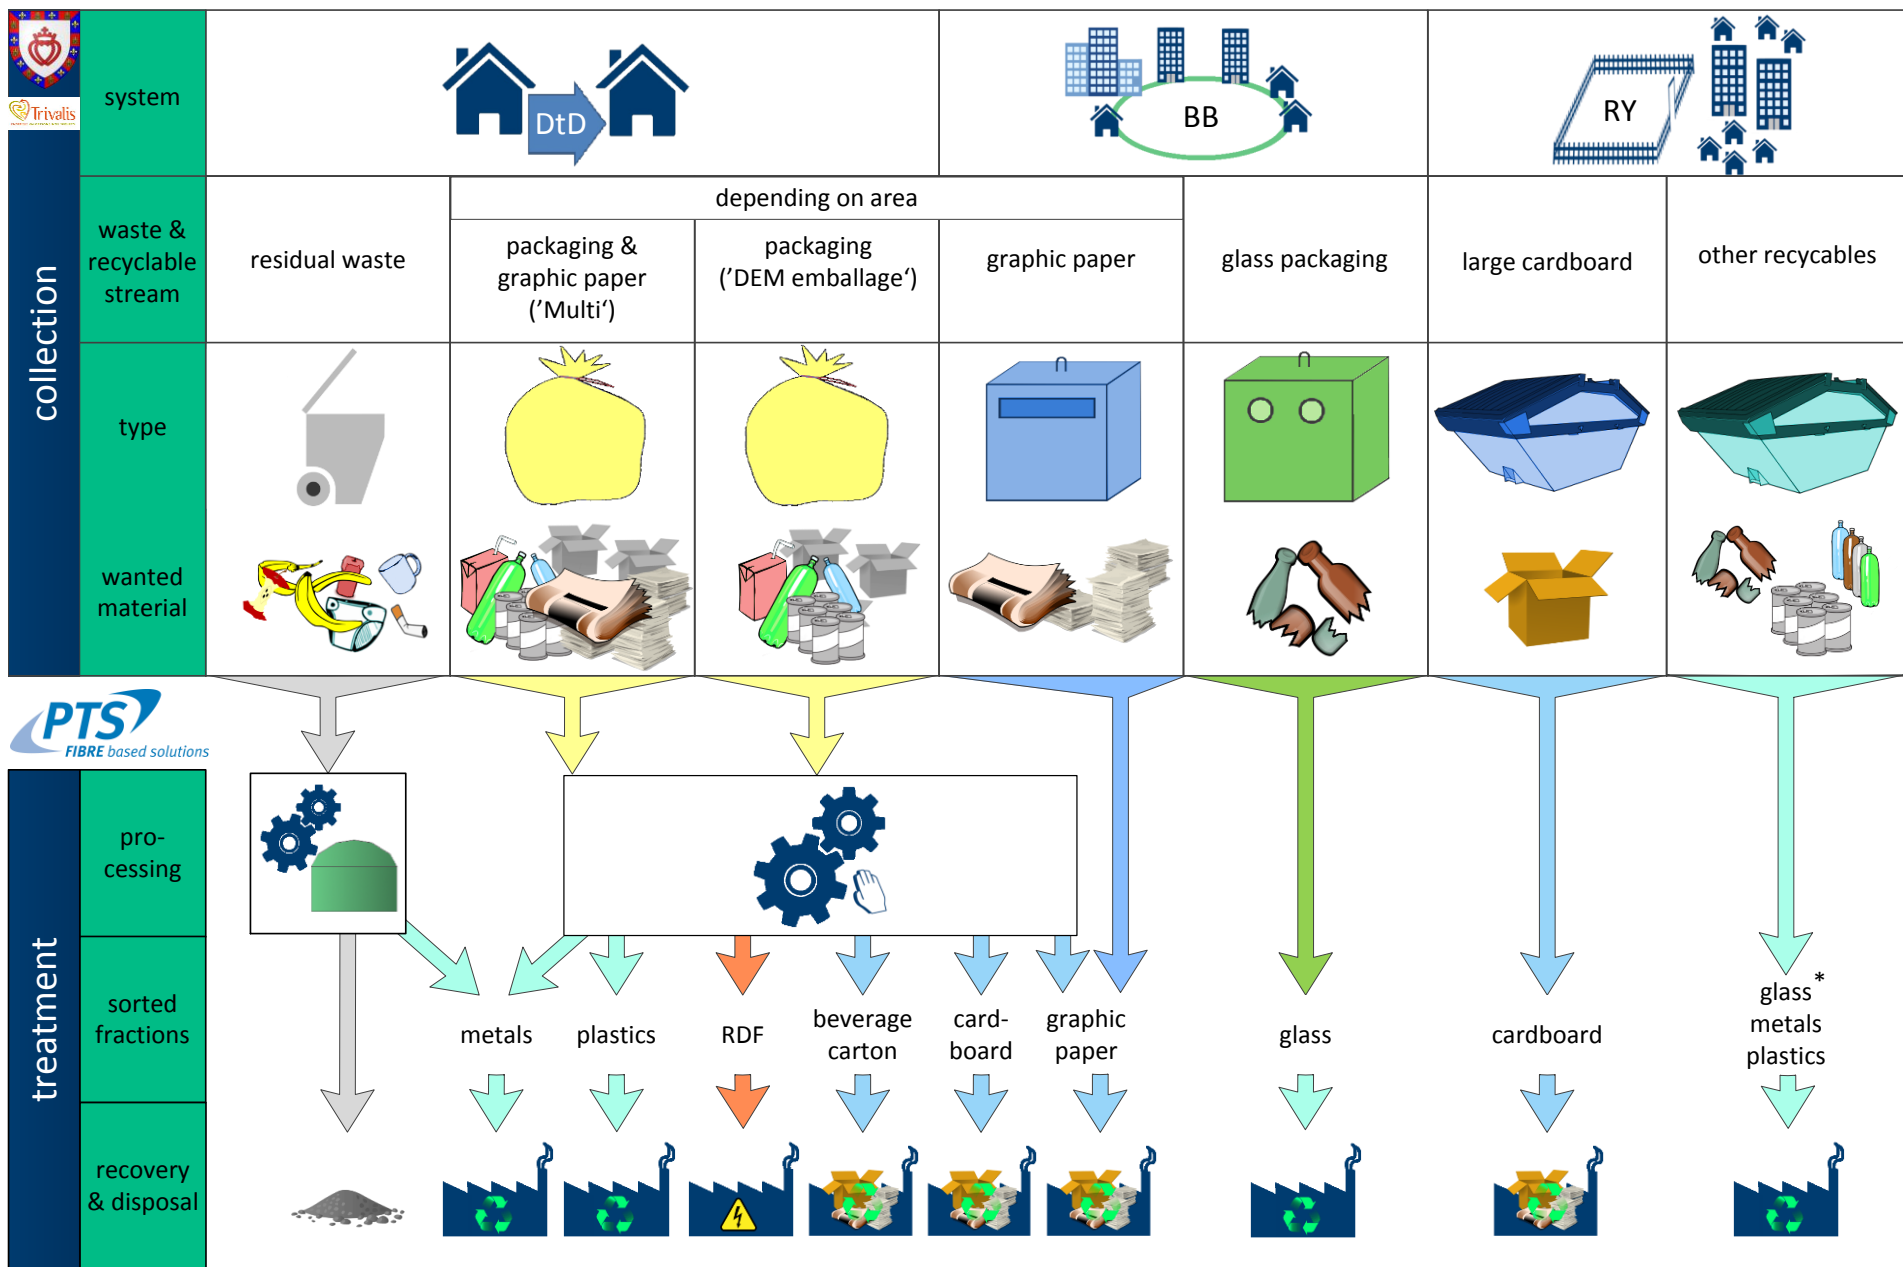 Trivalis
system
DtD
BB
RY
collection
waste &
recyclable
stream
residual waste
depending on area
packaging &
graphic paper
(’Multi‘)
packaging
(’DEM emballage‘)
graphic paper
glass packaging
large cardboard
other recycables
type
wanted
material
PTS
FIBRE based solutions
treatment
pro-
cessing
sorted
fractions
metals
plastics
RDF
beverage
carton
card-
board
graphic
paper
glass
cardboard
glass*
metals
plastics
recovery
& disposal